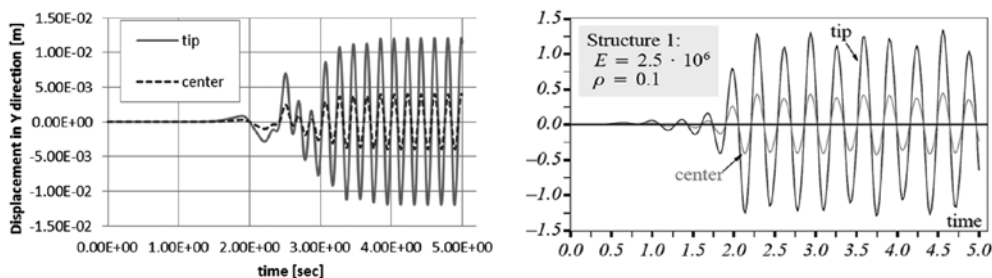 Displacement in Y direction [m]
1.50E-02
1.00E-02
5.00E-03
0.00E+00
-5.00E-03
-1.00E-02
-1.50E-02
tip
center
0.00E+00 1.00E+00 2.00E+00 3.00E+00 4.00E+00 5.00E+00
time [sec]
1.5
1.0
0.5
0.0
-0.5
-1.0
-1.5
Structure 1:
E = 2.5 · 10⁶
ρ = 0.1
tip
center
time
0.0 0.5 1.0 1.5 2.0 2.5 3.0 3.5 4.0 4.5 5.0